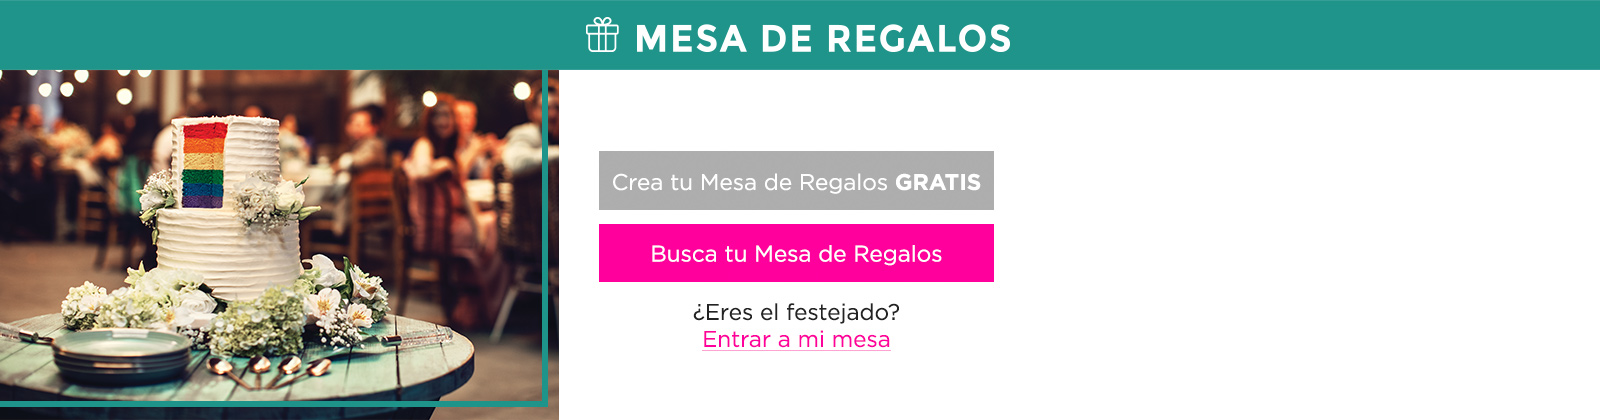 MESA DE REGALOS
Crea tu Mesa de Regalos GRATIS
Busca tu Mesa de Regalos
¿Eres el festejado?
Entrar a mi mesa